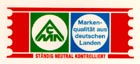 CMA
Marken-
qualität aus
deutschen
Landen
STÄNDIG NEUTRAL KONTROLLIERT